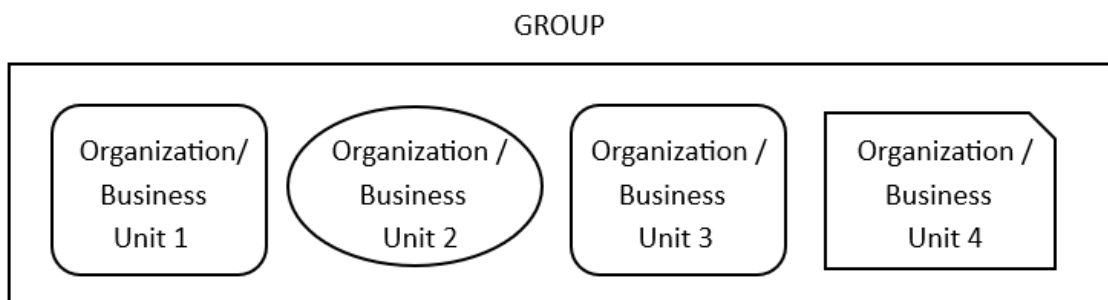 GROUP
Organization/
Business
Unit 1
Organization /
Business
Unit 2
Organization /
Business
Unit 3
Organization /
Business
Unit 4